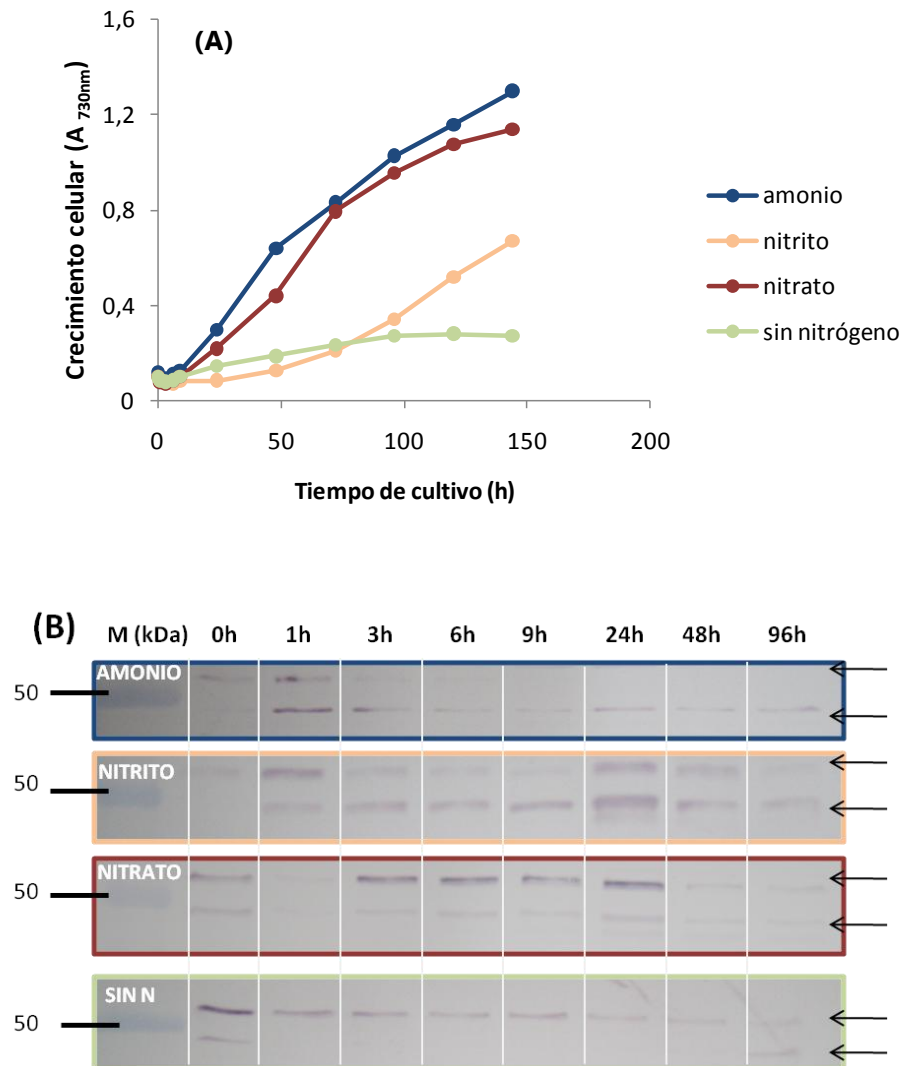 (A)
1,6
1,2
0,8
0,4
0
0 50 100 150 200
Crecimiento celular (A 730nm)
Tiempo de cultivo (h)
amonio
nitrito
nitrato
sin nitrógeno
(B) M (kDa) 0h 1h 3h 6h 9h 24h 48h 96h
AMONIO
50
NITRITO
50
NITRATO
50
SIN N
50